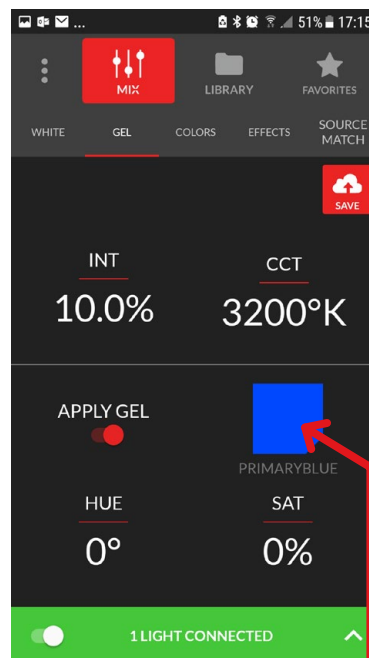 ... 51% 17:15
MIX LIBRARY FAVORITES
WHITE GEL COLORS EFFECTS SOURCE MATCH
SAVE
INT CCT
10.0% 3200°K
APPLY GEL
PRIMARYBLUE
HUE SAT
0° 0%
1 LIGHT CONNECTED